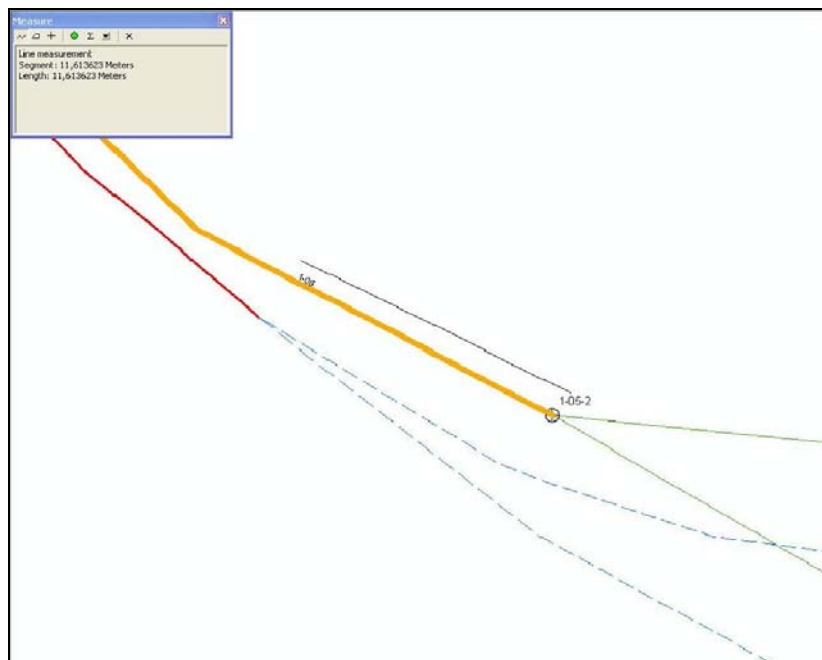 Measure
Line measurement
Segment: 11,613623 Meters
Length: 11,613623 Meters
1-05-2